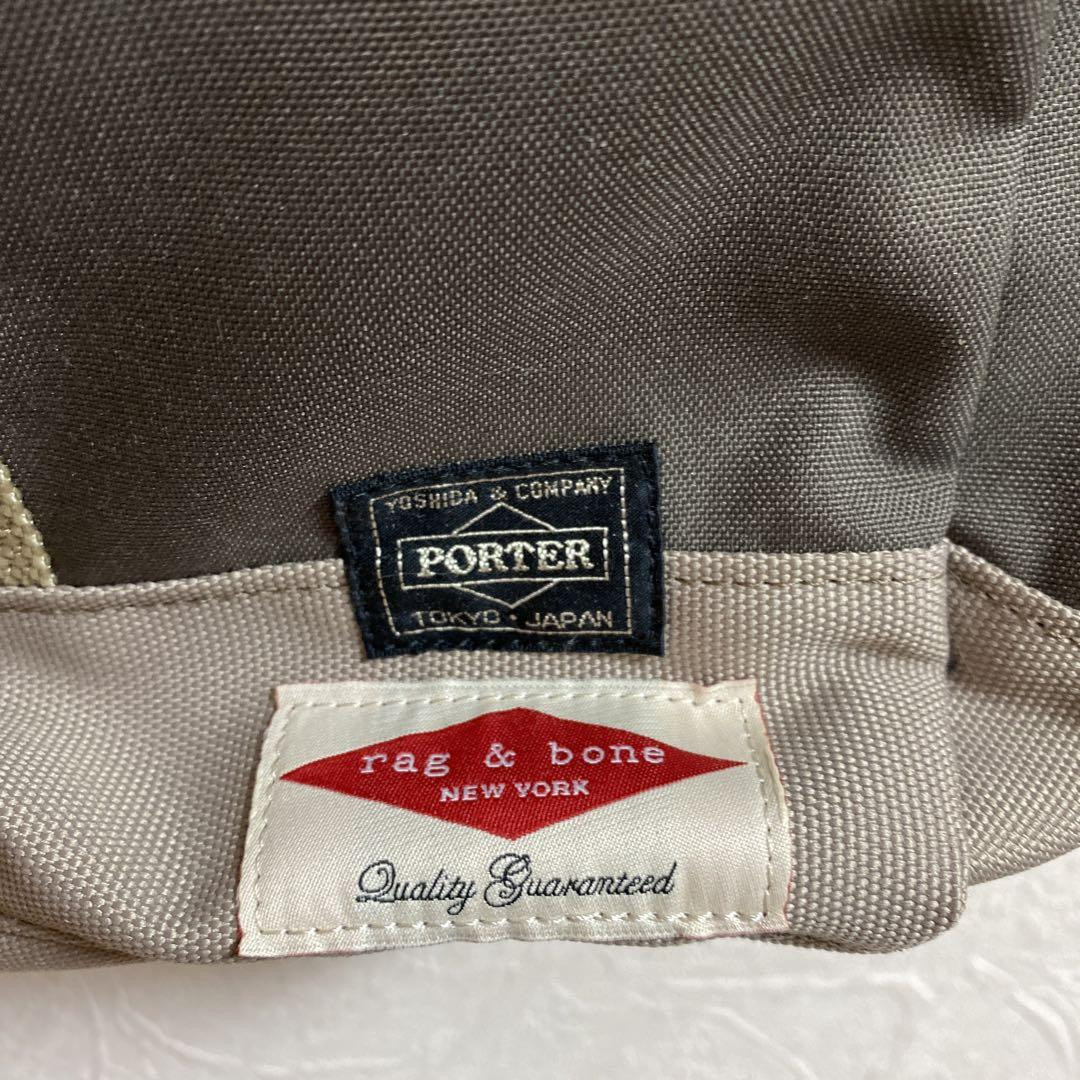 YOSHIDA & COMPANY
PORTER
TOKYO · JAPAN
rag & bone
NEW YORK
Quality Guaranteed